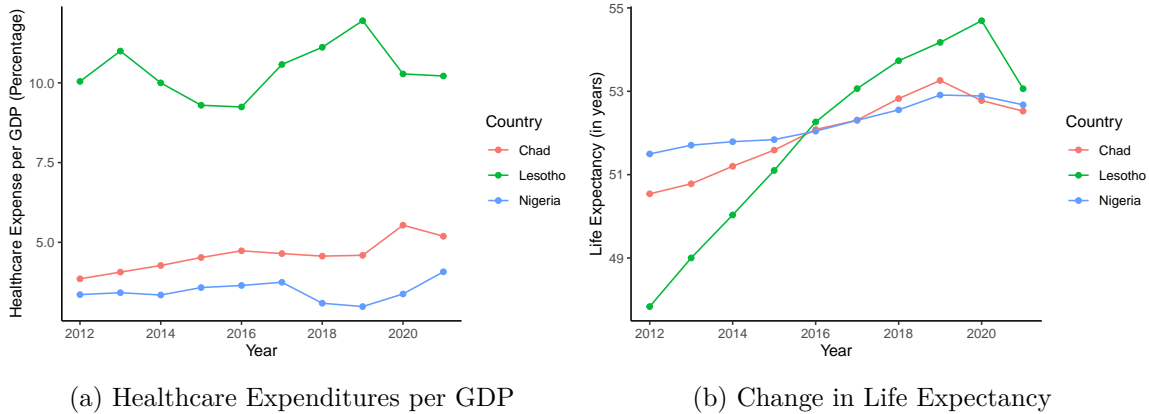 Healthcare Expense per GDP (Percentage)
10.0
7.5
5.0
2012
2014
2016
2018
2020
Year
Country
Chad
Lesotho
Nigeria
(a) Healthcare Expenditures per GDP
Life Expectancy (in years)
55
53
51
49
2012
2014
2016
2018
2020
Year
Country
Chad
Lesotho
Nigeria
(b) Change in Life Expectancy